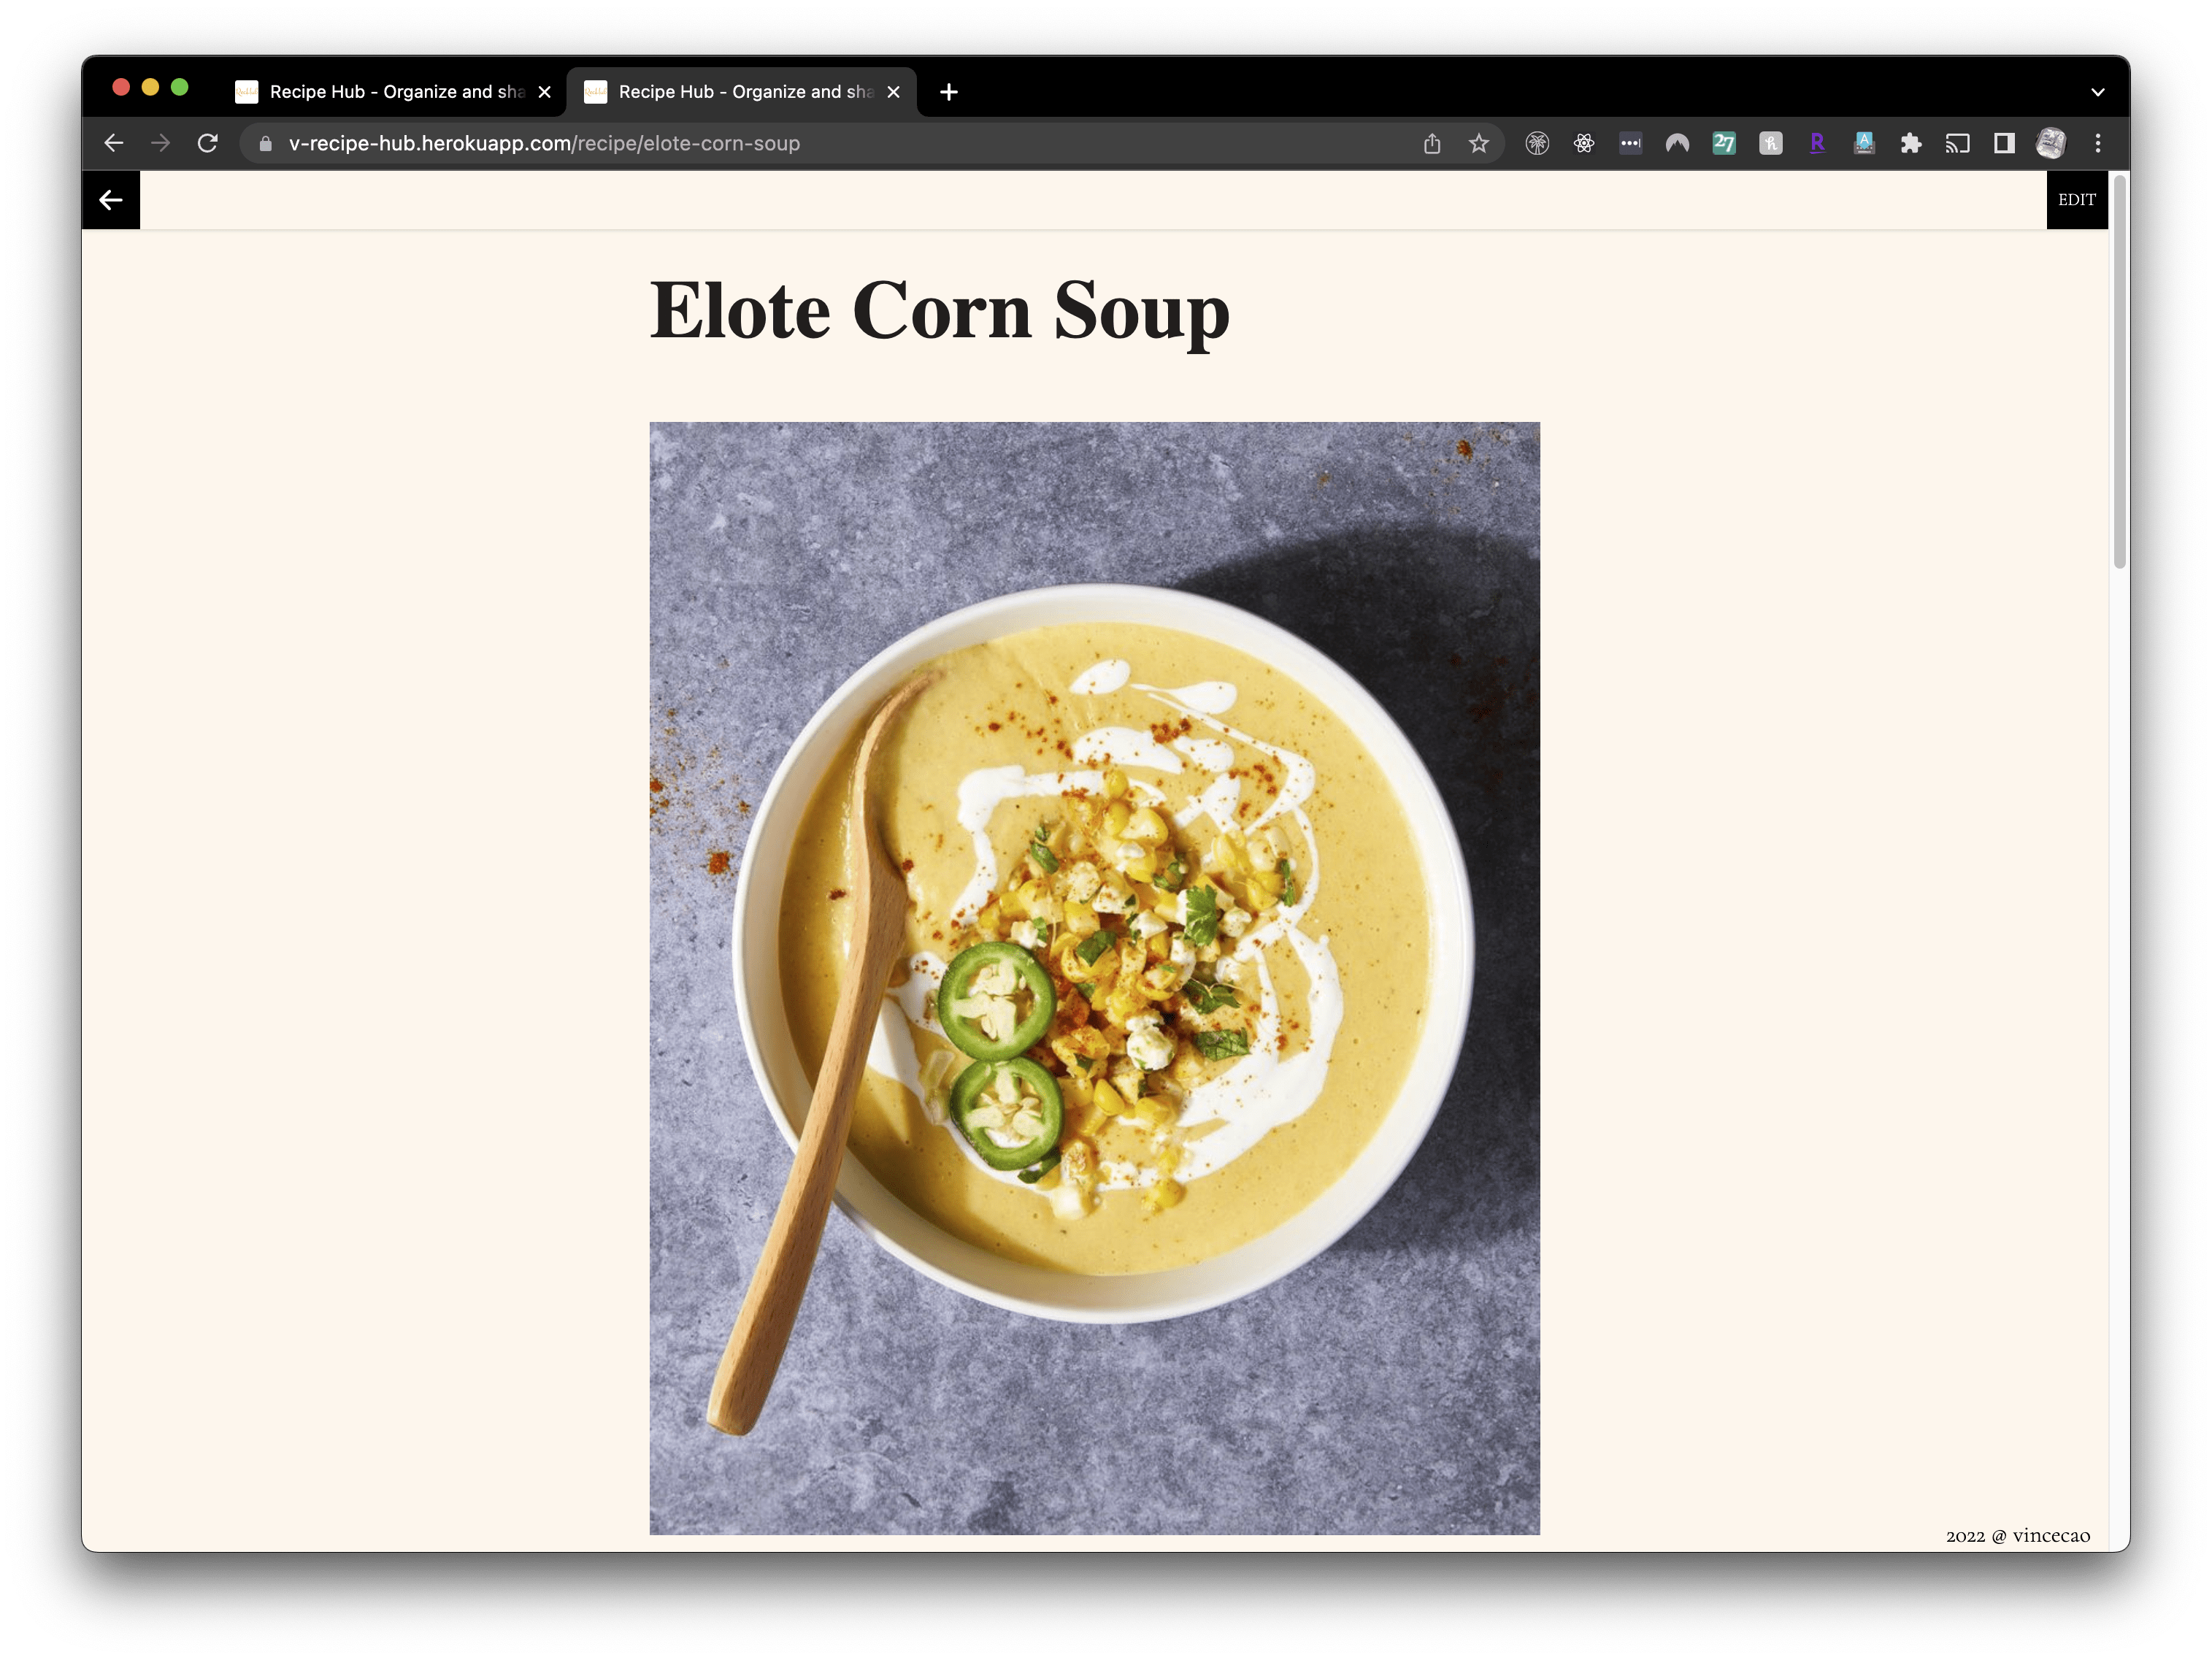 Recipe Hub - Organize and sha
Recipe Hub - Organize and sha
v-recipe-hub.herokuapp.com/recipe/elote-corn-soup
27
h
R
A
EDIT
Elote Corn Soup
2022 @ vincecao